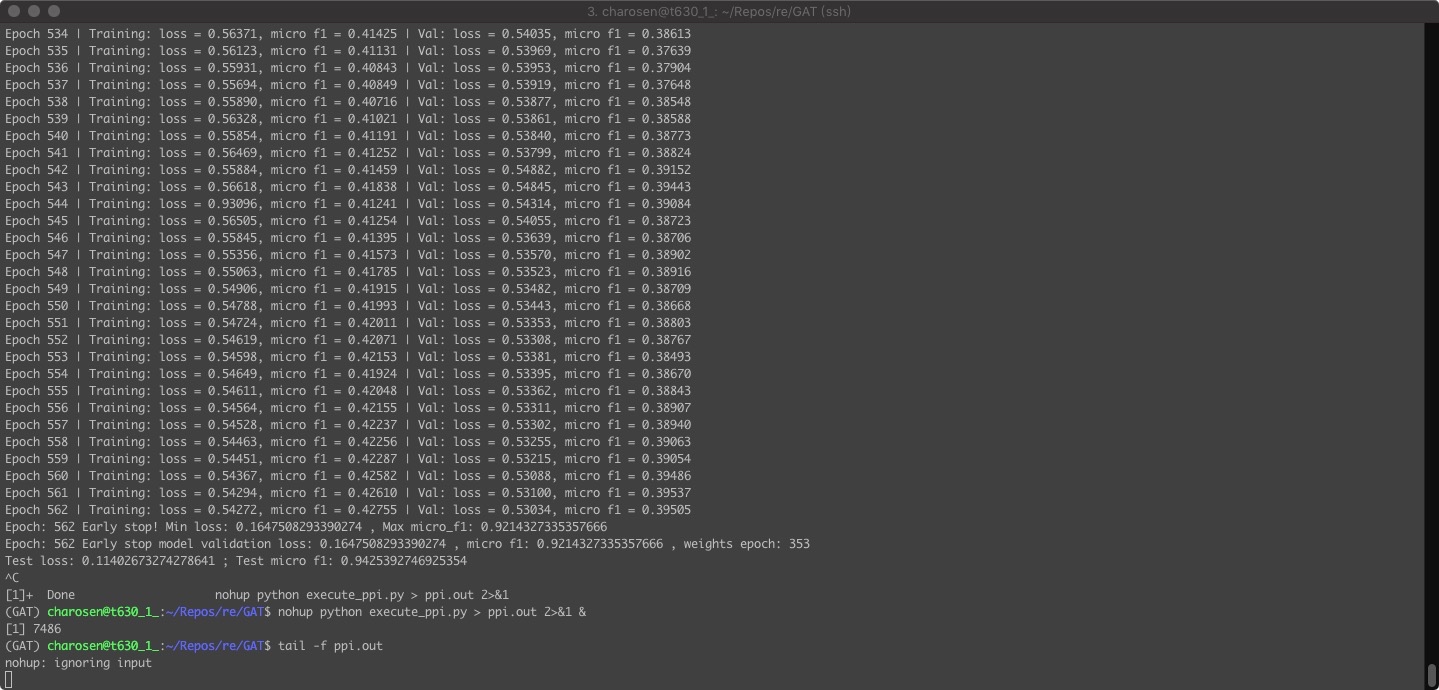 3. charosen@t630_1_: ~/Repos/re/GAT (ssh)
Epoch 534 | Training: loss = 0.56371, micro f1 = 0.41425 | Val: loss = 0.54035, micro f1 = 0.38613
Epoch 535 | Training: loss = 0.56123, micro f1 = 0.41131 | Val: loss = 0.53969, micro f1 = 0.37639
Epoch 536 | Training: loss = 0.55931, micro f1 = 0.40843 | Val: loss = 0.53953, micro f1 = 0.37904
Epoch 537 | Training: loss = 0.55694, micro f1 = 0.40849 | Val: loss = 0.53919, micro f1 = 0.37648
Epoch 538 | Training: loss = 0.55890, micro f1 = 0.40716 | Val: loss = 0.53877, micro f1 = 0.38548
Epoch 539 | Training: loss = 0.56328, micro f1 = 0.41021 | Val: loss = 0.53861, micro f1 = 0.38588
Epoch 540 | Training: loss = 0.55854, micro f1 = 0.41191 | Val: loss = 0.53840, micro f1 = 0.38773
Epoch 541 | Training: loss = 0.56469, micro f1 = 0.41252 | Val: loss = 0.53799, micro f1 = 0.38824
Epoch 542 | Training: loss = 0.55884, micro f1 = 0.41459 | Val: loss = 0.54882, micro f1 = 0.39152
Epoch 543 | Training: loss = 0.56618, micro f1 = 0.41838 | Val: loss = 0.54845, micro f1 = 0.39443
Epoch 544 | Training: loss = 0.93096, micro f1 = 0.41241 | Val: loss = 0.54314, micro f1 = 0.39084
Epoch 545 | Training: loss = 0.56505, micro f1 = 0.41254 | Val: loss = 0.54055, micro f1 = 0.38723
Epoch 546 | Training: loss = 0.55845, micro f1 = 0.41395 | Val: loss = 0.53639, micro f1 = 0.38706
Epoch 547 | Training: loss = 0.55356, micro f1 = 0.41573 | Val: loss = 0.53570, micro f1 = 0.38902
Epoch 548 | Training: loss = 0.55063, micro f1 = 0.41785 | Val: loss = 0.53523, micro f1 = 0.38916
Epoch 549 | Training: loss = 0.54906, micro f1 = 0.41915 | Val: loss = 0.53482, micro f1 = 0.38709
Epoch 550 | Training: loss = 0.54788, micro f1 = 0.41993 | Val: loss = 0.53443, micro f1 = 0.38668
Epoch 551 | Training: loss = 0.54724, micro f1 = 0.42011 | Val: loss = 0.53353, micro f1 = 0.38803
Epoch 552 | Training: loss = 0.54619, micro f1 = 0.42071 | Val: loss = 0.53308, micro f1 = 0.38767
Epoch 553 | Training: loss = 0.54598, micro f1 = 0.42153 | Val: loss = 0.53381, micro f1 = 0.38493
Epoch 554 | Training: loss = 0.54649, micro f1 = 0.41924 | Val: loss = 0.53395, micro f1 = 0.38670
Epoch 555 | Training: loss = 0.54611, micro f1 = 0.42048 | Val: loss = 0.53362, micro f1 = 0.38843
Epoch 556 | Training: loss = 0.54564, micro f1 = 0.42155 | Val: loss = 0.53311, micro f1 = 0.38907
Epoch 557 | Training: loss = 0.54528, micro f1 = 0.42237 | Val: loss = 0.53302, micro f1 = 0.38940
Epoch 558 | Training: loss = 0.54463, micro f1 = 0.42256 | Val: loss = 0.53255, micro f1 = 0.39063
Epoch 559 | Training: loss = 0.54451, micro f1 = 0.42287 | Val: loss = 0.53215, micro f1 = 0.39054
Epoch 560 | Training: loss = 0.54367, micro f1 = 0.42582 | Val: loss = 0.53088, micro f1 = 0.39486
Epoch 561 | Training: loss = 0.54294, micro f1 = 0.42610 | Val: loss = 0.53100, micro f1 = 0.39537
Epoch 562 | Training: loss = 0.54272, micro f1 = 0.42755 | Val: loss = 0.53034, micro f1 = 0.39505
Epoch: 562 Early stop! Min loss: 0.1647508293390274 , Max micro_f1: 0.9214327335357666
Epoch: 562 Early stop model validation loss: 0.1647508293390274 , micro f1: 0.9214327335357666 , weights epoch: 353
Test loss: 0.11402673274278641 ; Test micro f1: 0.9425392746925354
^C
[1]+  Done                    nohup python execute_ppi.py > ppi.out 2>&1
(GAT) charosen@t630_1_:~/Repos/re/GAT$ nohup python execute_ppi.py > ppi.out 2>&1 &
[1] 7486
(GAT) charosen@t630_1_:~/Repos/re/GAT$ tail -f ppi.out
nohup: ignoring input